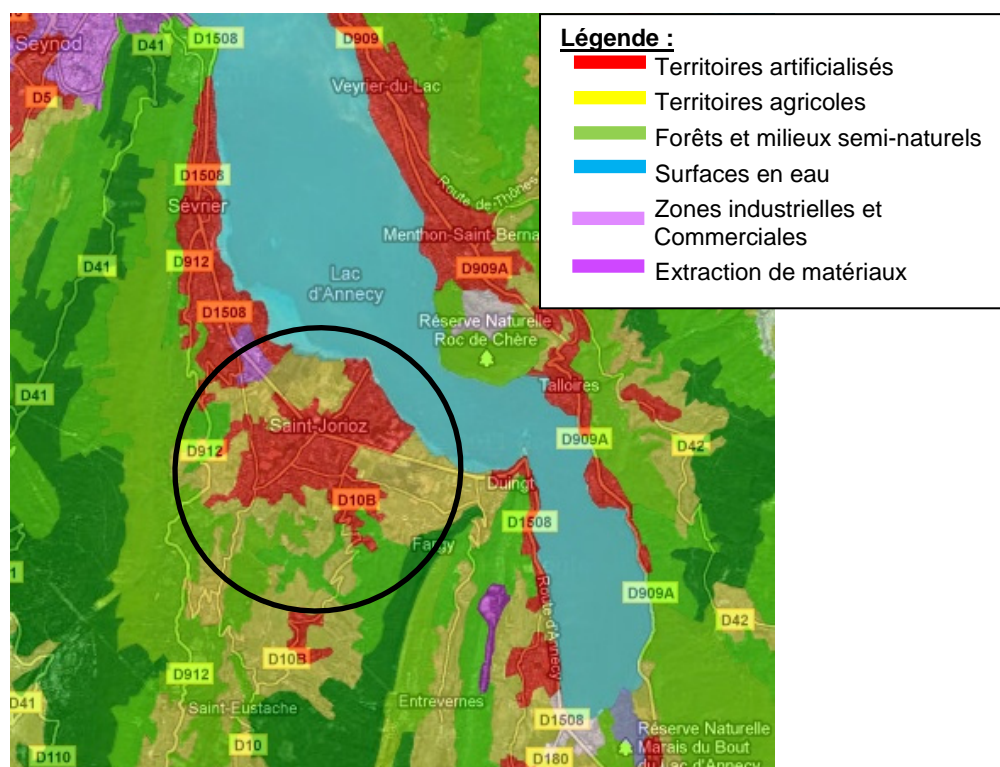 Légende :
Territoires artificialisés
Territoires agricoles
Forêts et milieux semi-naturels
Surfaces en eau
Zones industrielles et
Commerciales
Extraction de matériaux
D1508
D909
Seynod
D41
D5
Veyrier-du-Lac
Route de Thônes
D1508
Sévrier
Menthon-Saint-Berna
D41
D912
D909A
Lac
d'Annecy
D1508
Réserve Naturelle
Roc de Chère
D41
Talloires
Saint-Jorioz
D912
D909A
D42
Duingt
D10B
D1508
Fargy
Route d'Annecy
D909A
D42
D10B
D912
Entrevernes
D41
Saint-Eustache
D1508
Réserve Naturelle
Marais du Bout
du Lac d'Annecy
D110
D10
D180